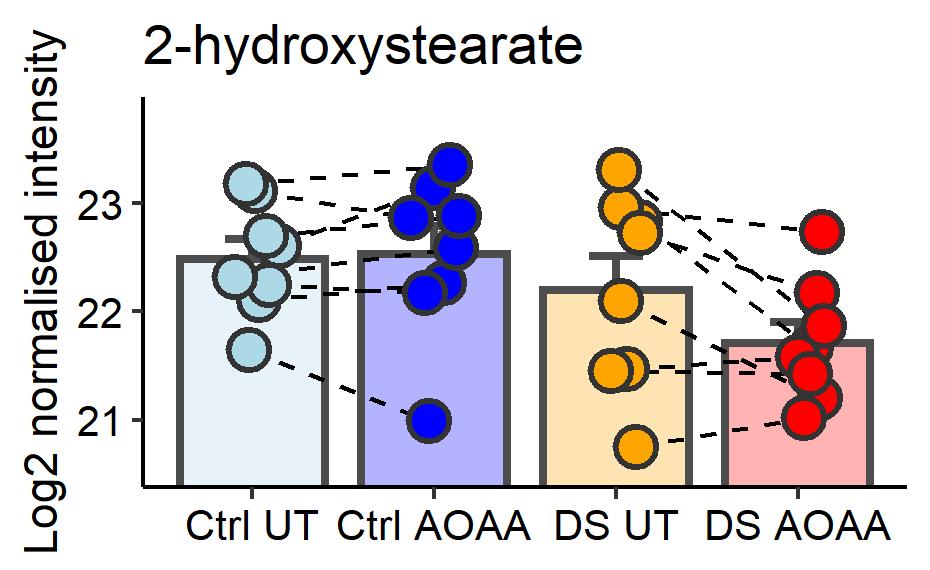 2-hydroxystearate
Log2 normalised intensity
23
22
21
Ctrl UT
Ctrl AOAA
DS UT
DS AOAA